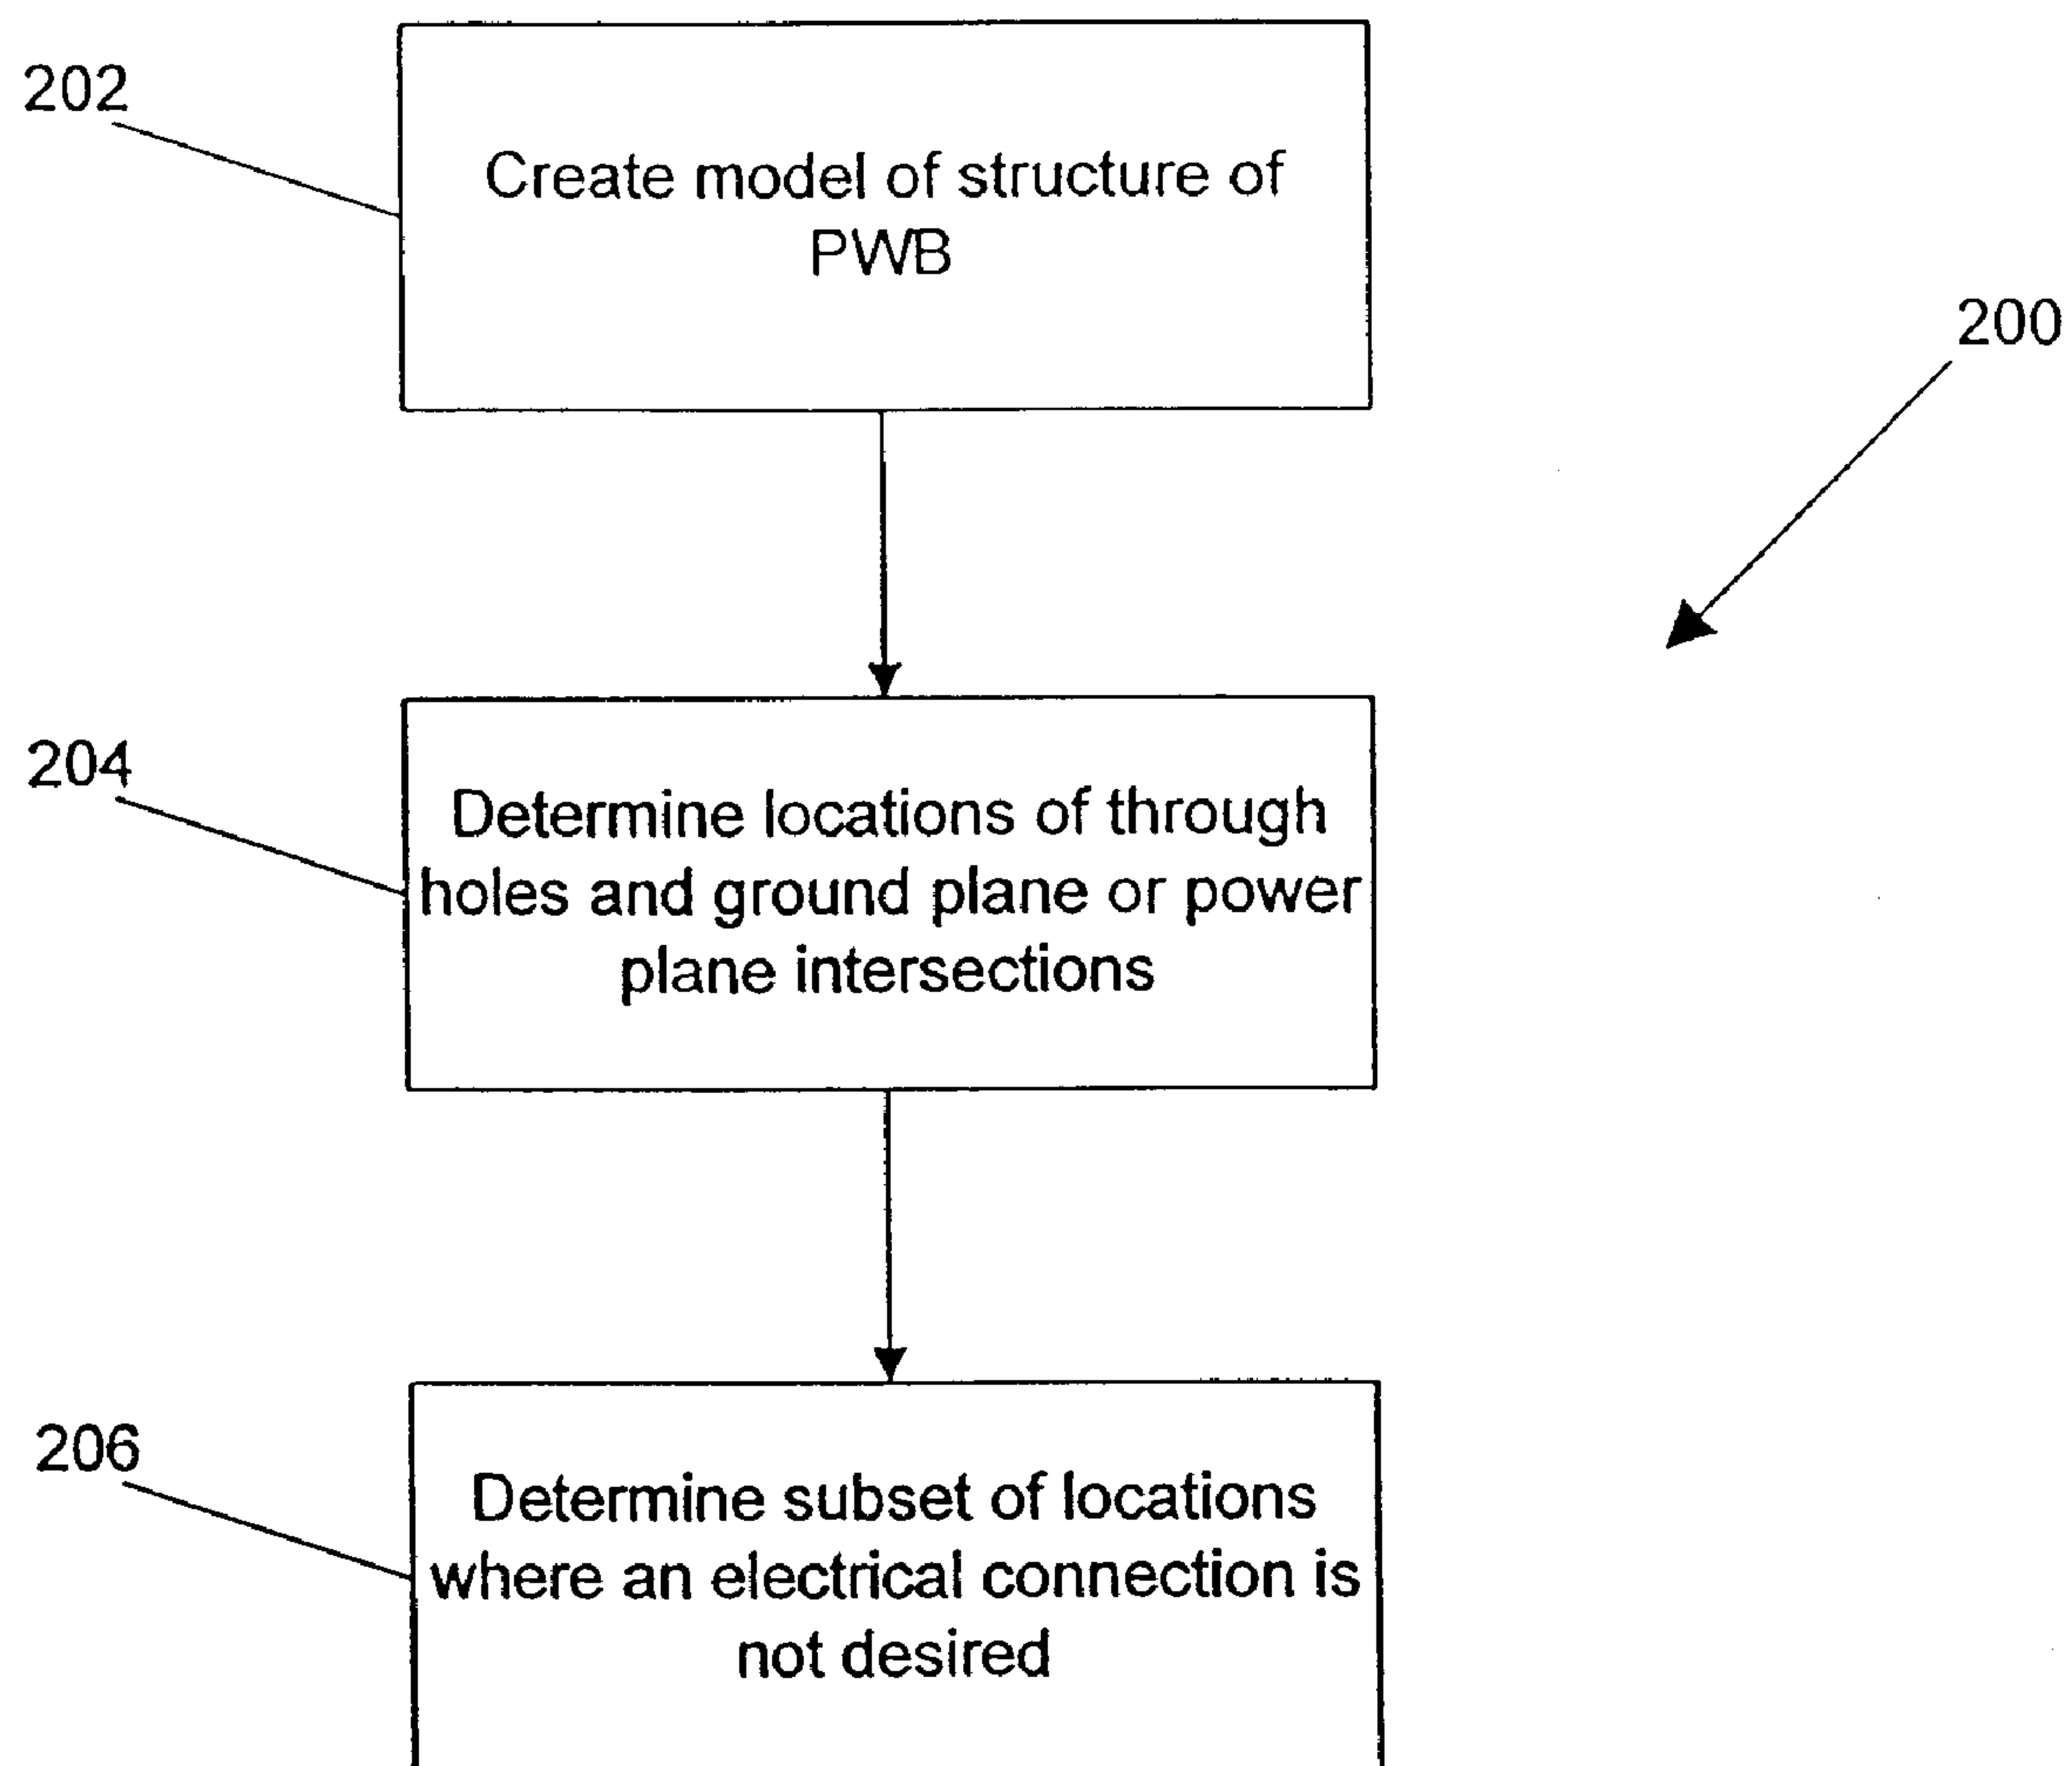 202
Create model of structure of
PWB
200
204
Determine locations of through
holes and ground plane or power
plane intersections
206
Determine subset of locations
where an electrical connection is
not desired